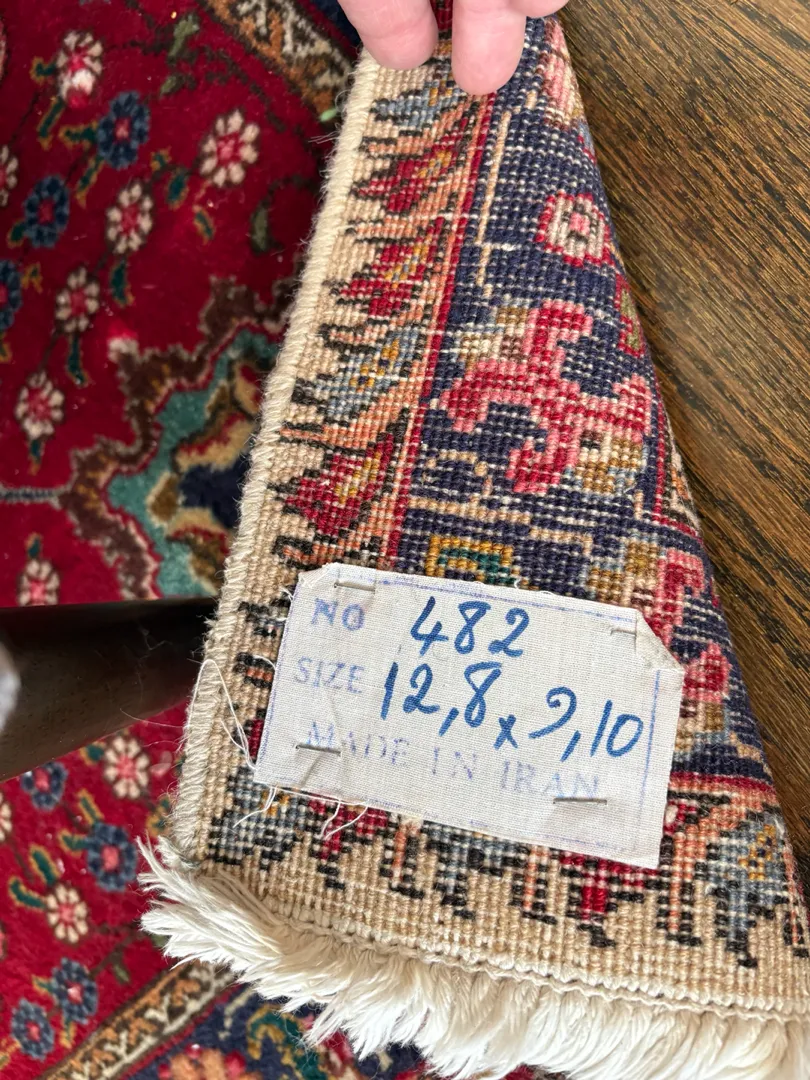 NO 482
SIZE 12,8 x 9,10
MADE IN IRAN